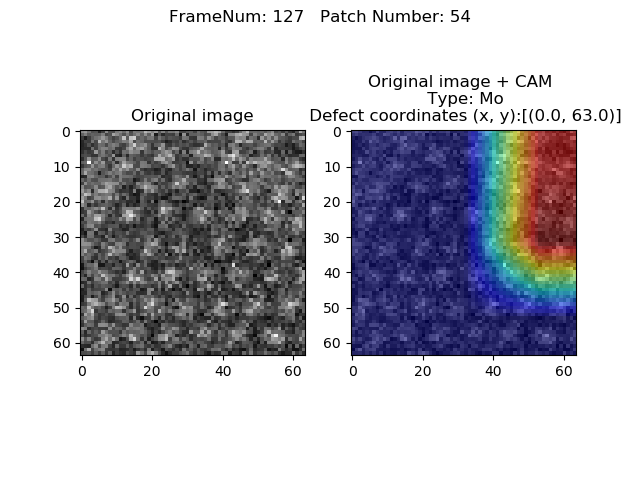 FrameNum: 127   Patch Number: 54
Original image
Original image + CAM
Type: Mo
Defect coordinates (x, y):[(0.0, 63.0)]
0
10
20
30
40
50
60
0 20 40 60
0
10
20
30
40
50
60
0 20 40 60